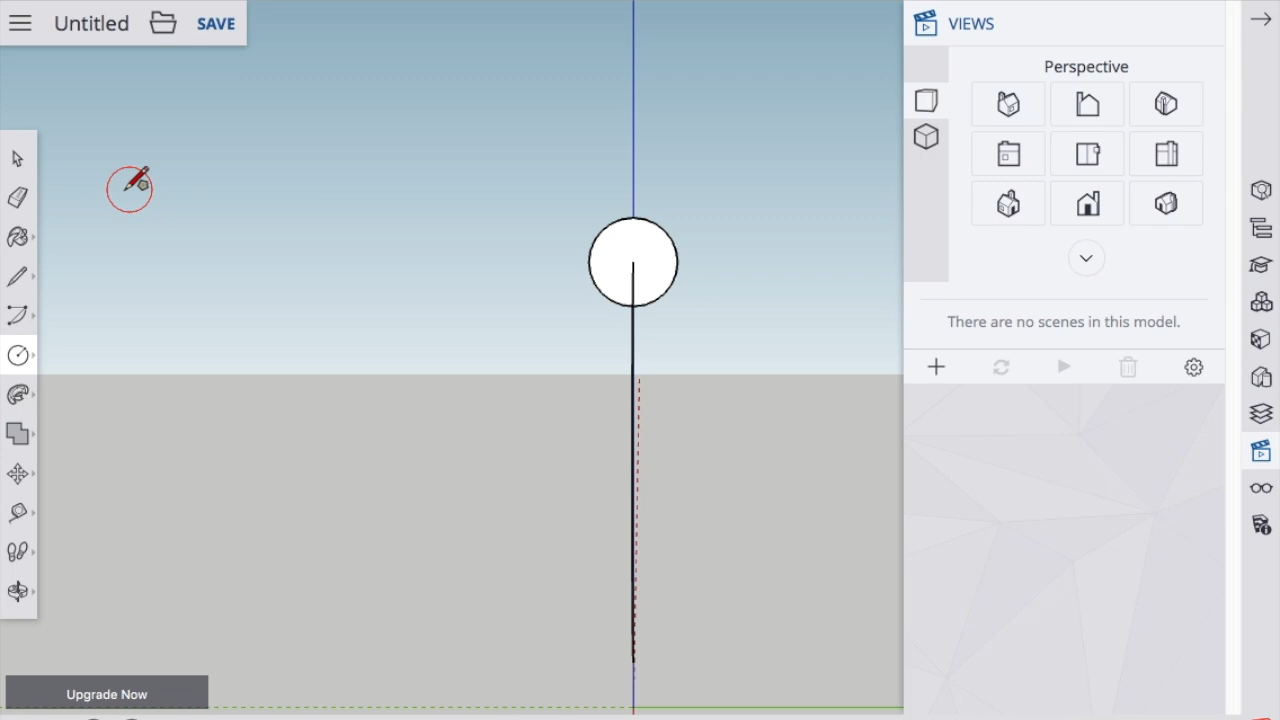 Untitled
SAVE
VIEWS
Perspective
There are no scenes in this model.
Upgrade Now